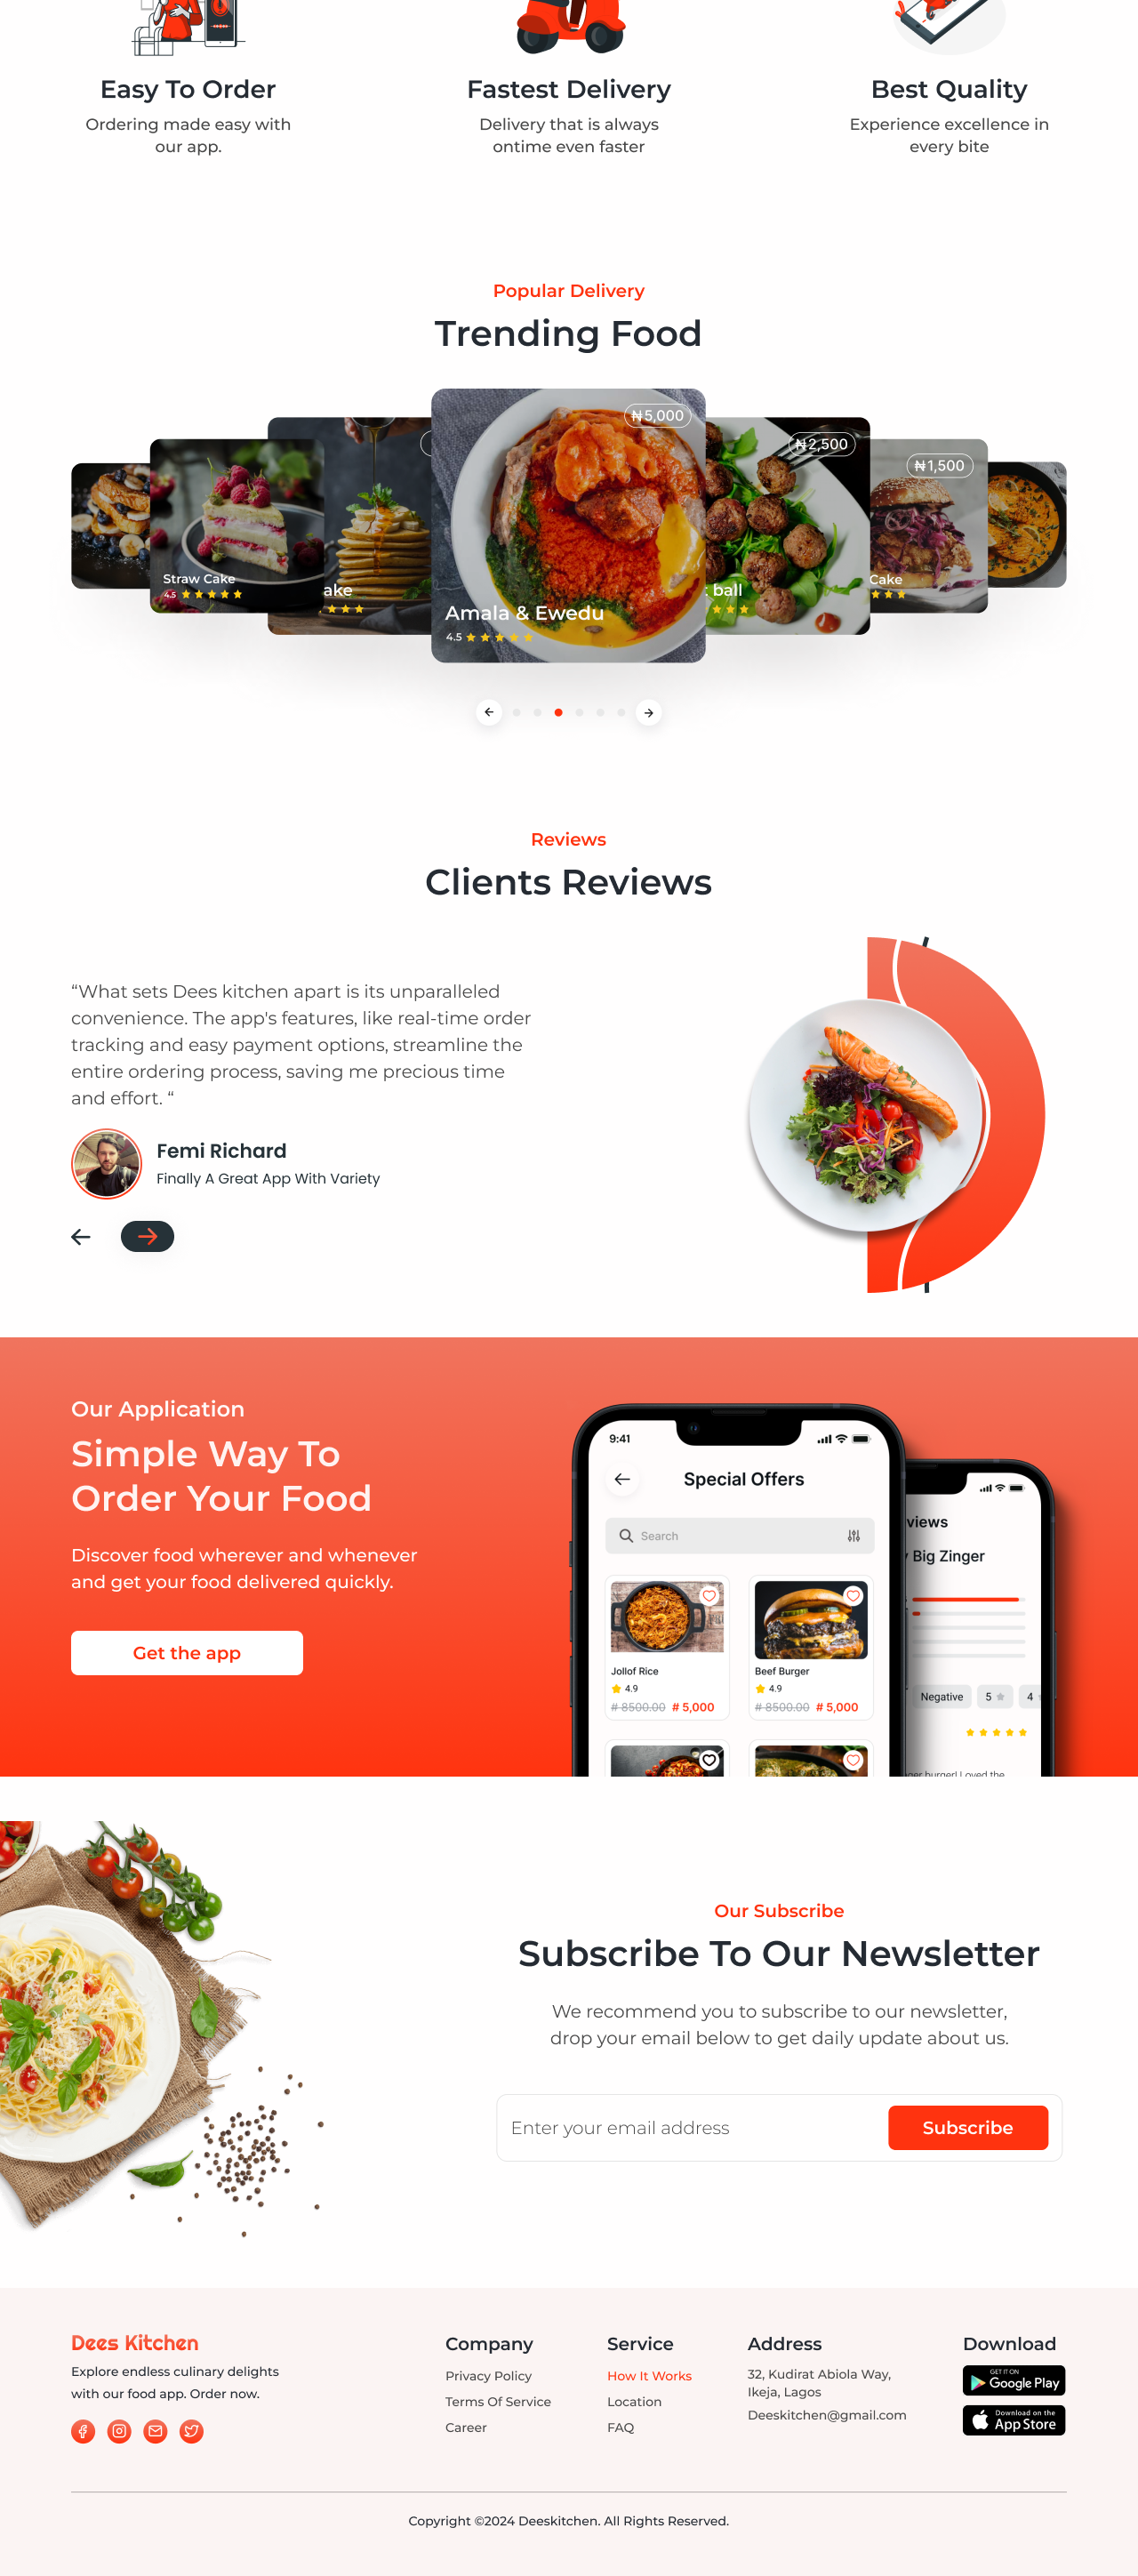 Easy To Order
Ordering made easy with
our app.
Fastest Delivery
Delivery that is always
ontime even faster
Best Quality
Experience excellence in
every bite
Popular Delivery
Trending Food
Straw Cake
4.5
ake
₦5,000
Amala & Ewedu
4.5
₦2,500
t ball
₦1,500
Cake
Reviews
Clients Reviews
“What sets Dees kitchen apart is its unparalleled
convenience. The app's features, like real-time order
tracking and easy payment options, streamline the
entire ordering process, saving me precious time
and effort. “
Femi Richard
Finally A Great App With Variety
Our Application
Simple Way To
Order Your Food
Discover food wherever and whenever
and get your food delivered quickly.
Get the app
9:41
Special Offers
Search
Jollof Rice
4.9
# 8500.00 # 5,000
Beef Burger
4.9
# 8500.00 # 5,000
views
y Big Zinger
Negative
5
4
ger burger! Loved the
Our Subscribe
Subscribe To Our Newsletter
We recommend you to subscribe to our newsletter,
drop your email below to get daily update about us.
Enter your email address
Subscribe
Dees Kitchen
Explore endless culinary delights
with our food app. Order now.
Company
Privacy Policy
Terms Of Service
Career
Service
How It Works
Location
FAQ
Address
32, Kudirat Abiola Way,
Ikeja, Lagos
Deeskitchen@gmail.com
Download
GET IT ON
Google Play
Download on the
App Store
Copyright ©2024 Deeskitchen. All Rights Reserved.